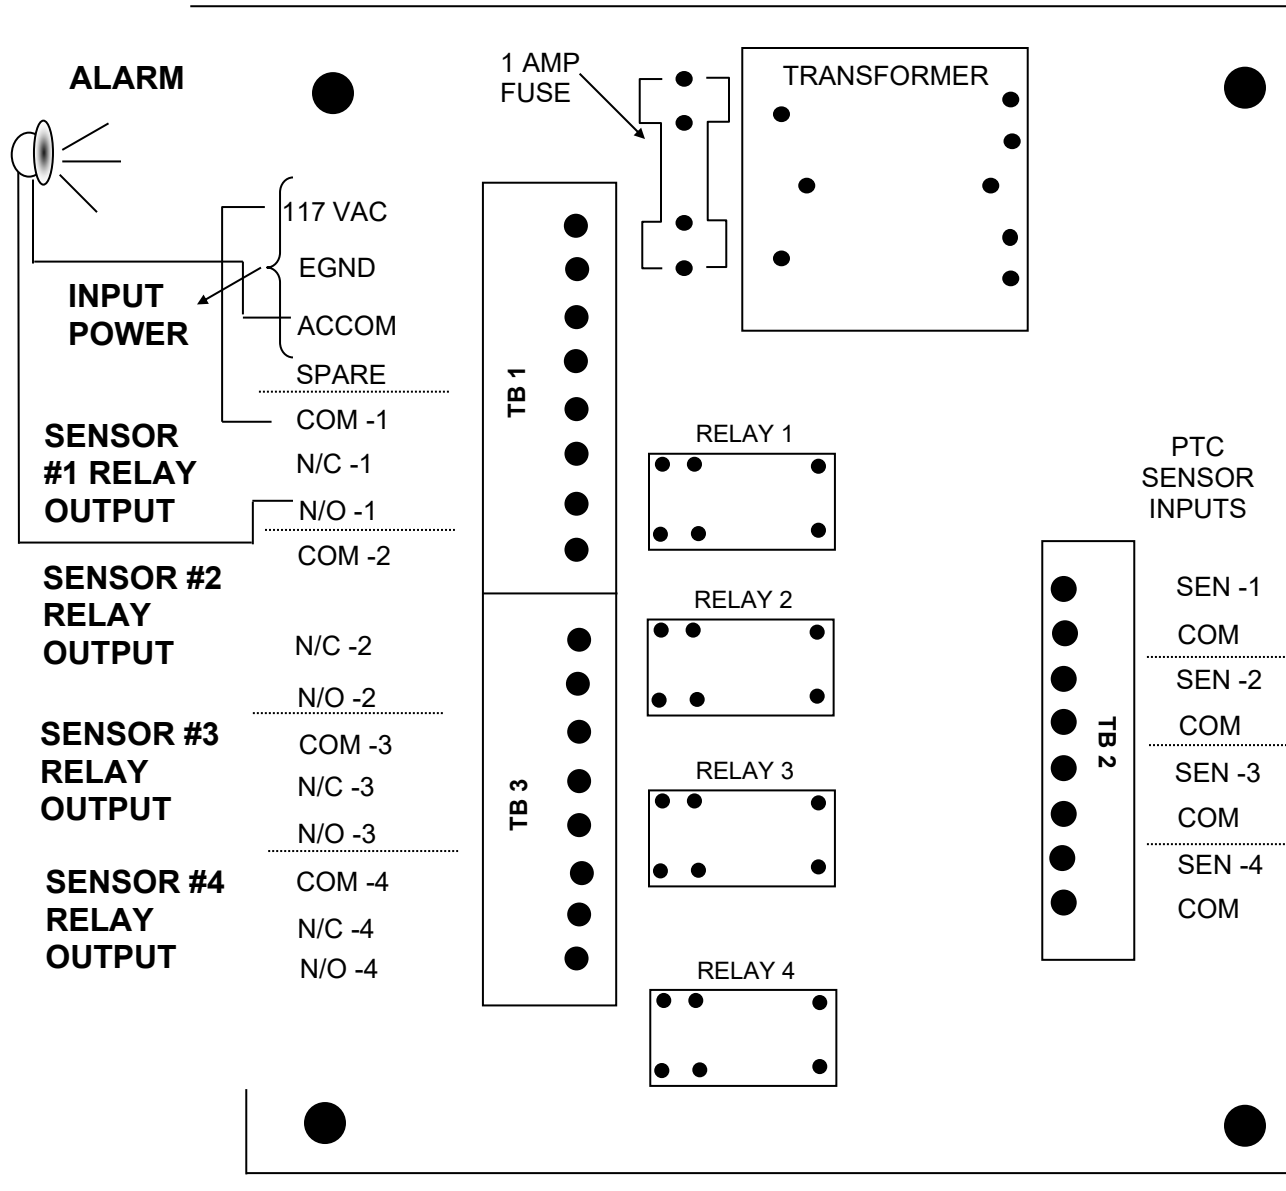 ALARM
1 AMP
FUSE
TRANSFORMER
117 VAC
EGND
INPUT
POWER
ACCOM
SPARE
TB 1
COM -1
SENSOR
#1 RELAY
OUTPUT
N/C -1
N/O -1
COM -2
SENSOR #2
RELAY
OUTPUT
N/C -2
N/O -2
SENSOR #3
RELAY
OUTPUT
COM -3
N/C -3
N/O -3
TB 3
SENSOR #4
RELAY
OUTPUT
COM -4
N/C -4
N/O -4
RELAY 1
RELAY 2
RELAY 3
RELAY 4
PTC
SENSOR
INPUTS
TB 2
SEN -1
COM
SEN -2
COM
SEN -3
COM
SEN -4
COM